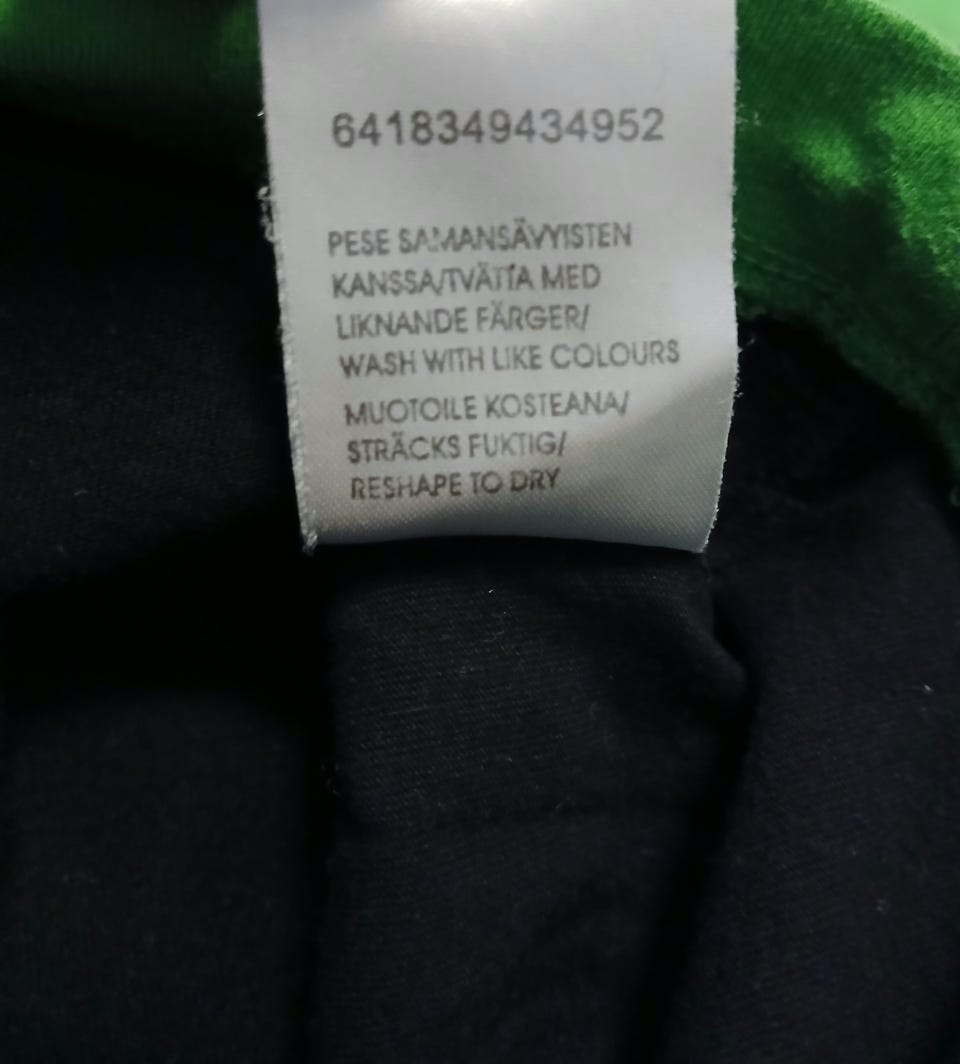 6418349434952
PESE SAMANSÄVYISTEN
KANSSA/TVÄTTA MED
LIKNANDE FÄRGER/
WASH WITH LIKE COLOURS
MUOTOILE KOSTEANA/
STRÄCKS FUKTIG/
RESHAPE TO DRY